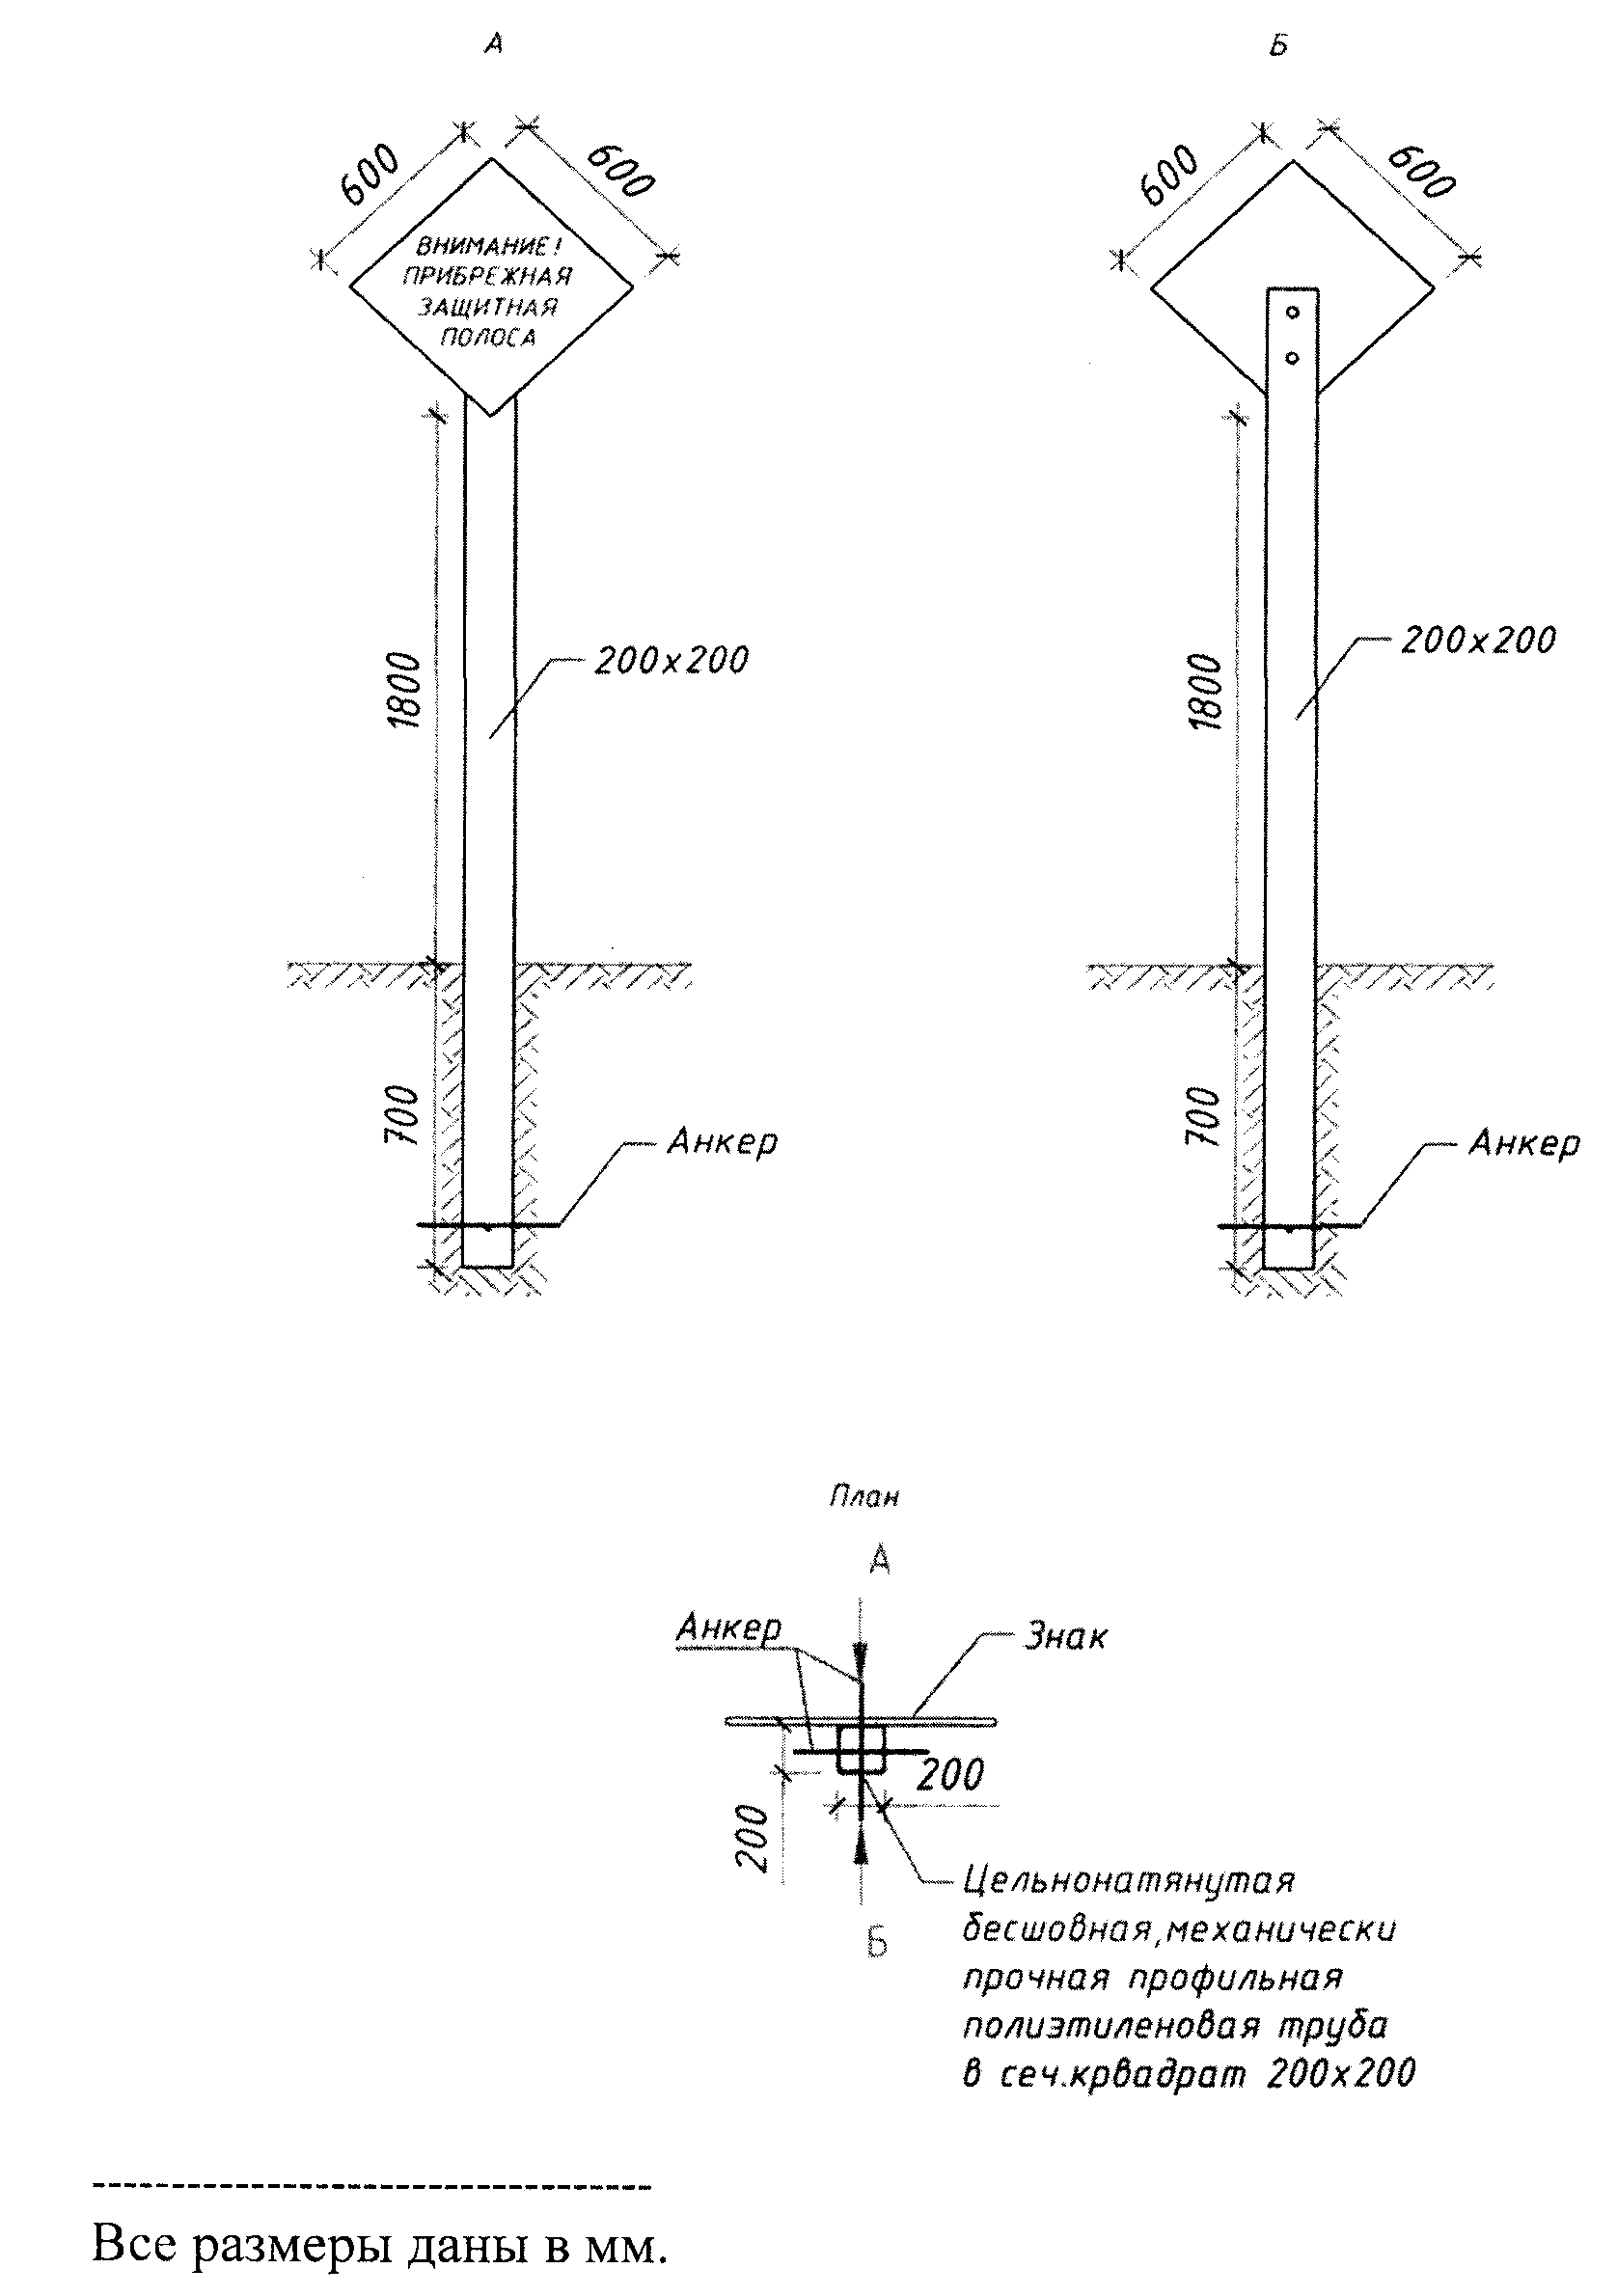 А
Б
600
600
600
600
ВНИМАНИЕ!
ПРИБРЕЖНАЯ
ЗАЩИТНАЯ
ПОЛОСА
200х200
200х200
1800
1800
700
700
Анкер
Анкер
План
А
Анкер
Знак
200
200
Цельнонатянутая
бесшовная, механически
прочная профильная
полиэтиленовая труба
в сеч.крвадрат 200х200
Б
Все размеры даны в мм.